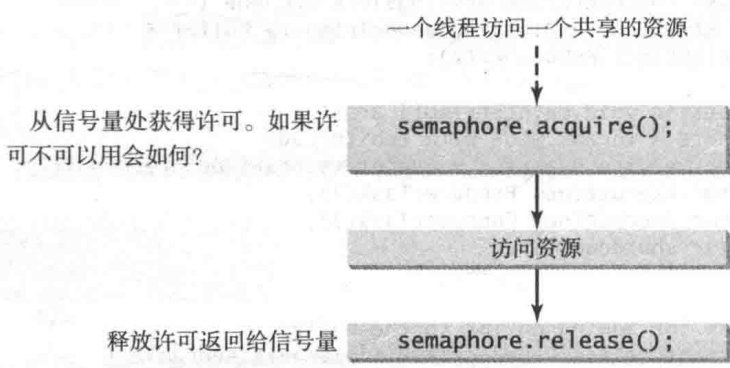 一个线程访问一个共享的资源
从信号量处获得许可。如果许
可不可以用会如何?
semaphore.acquire();
访问资源
释放许可返回给信号量
semaphore.release();